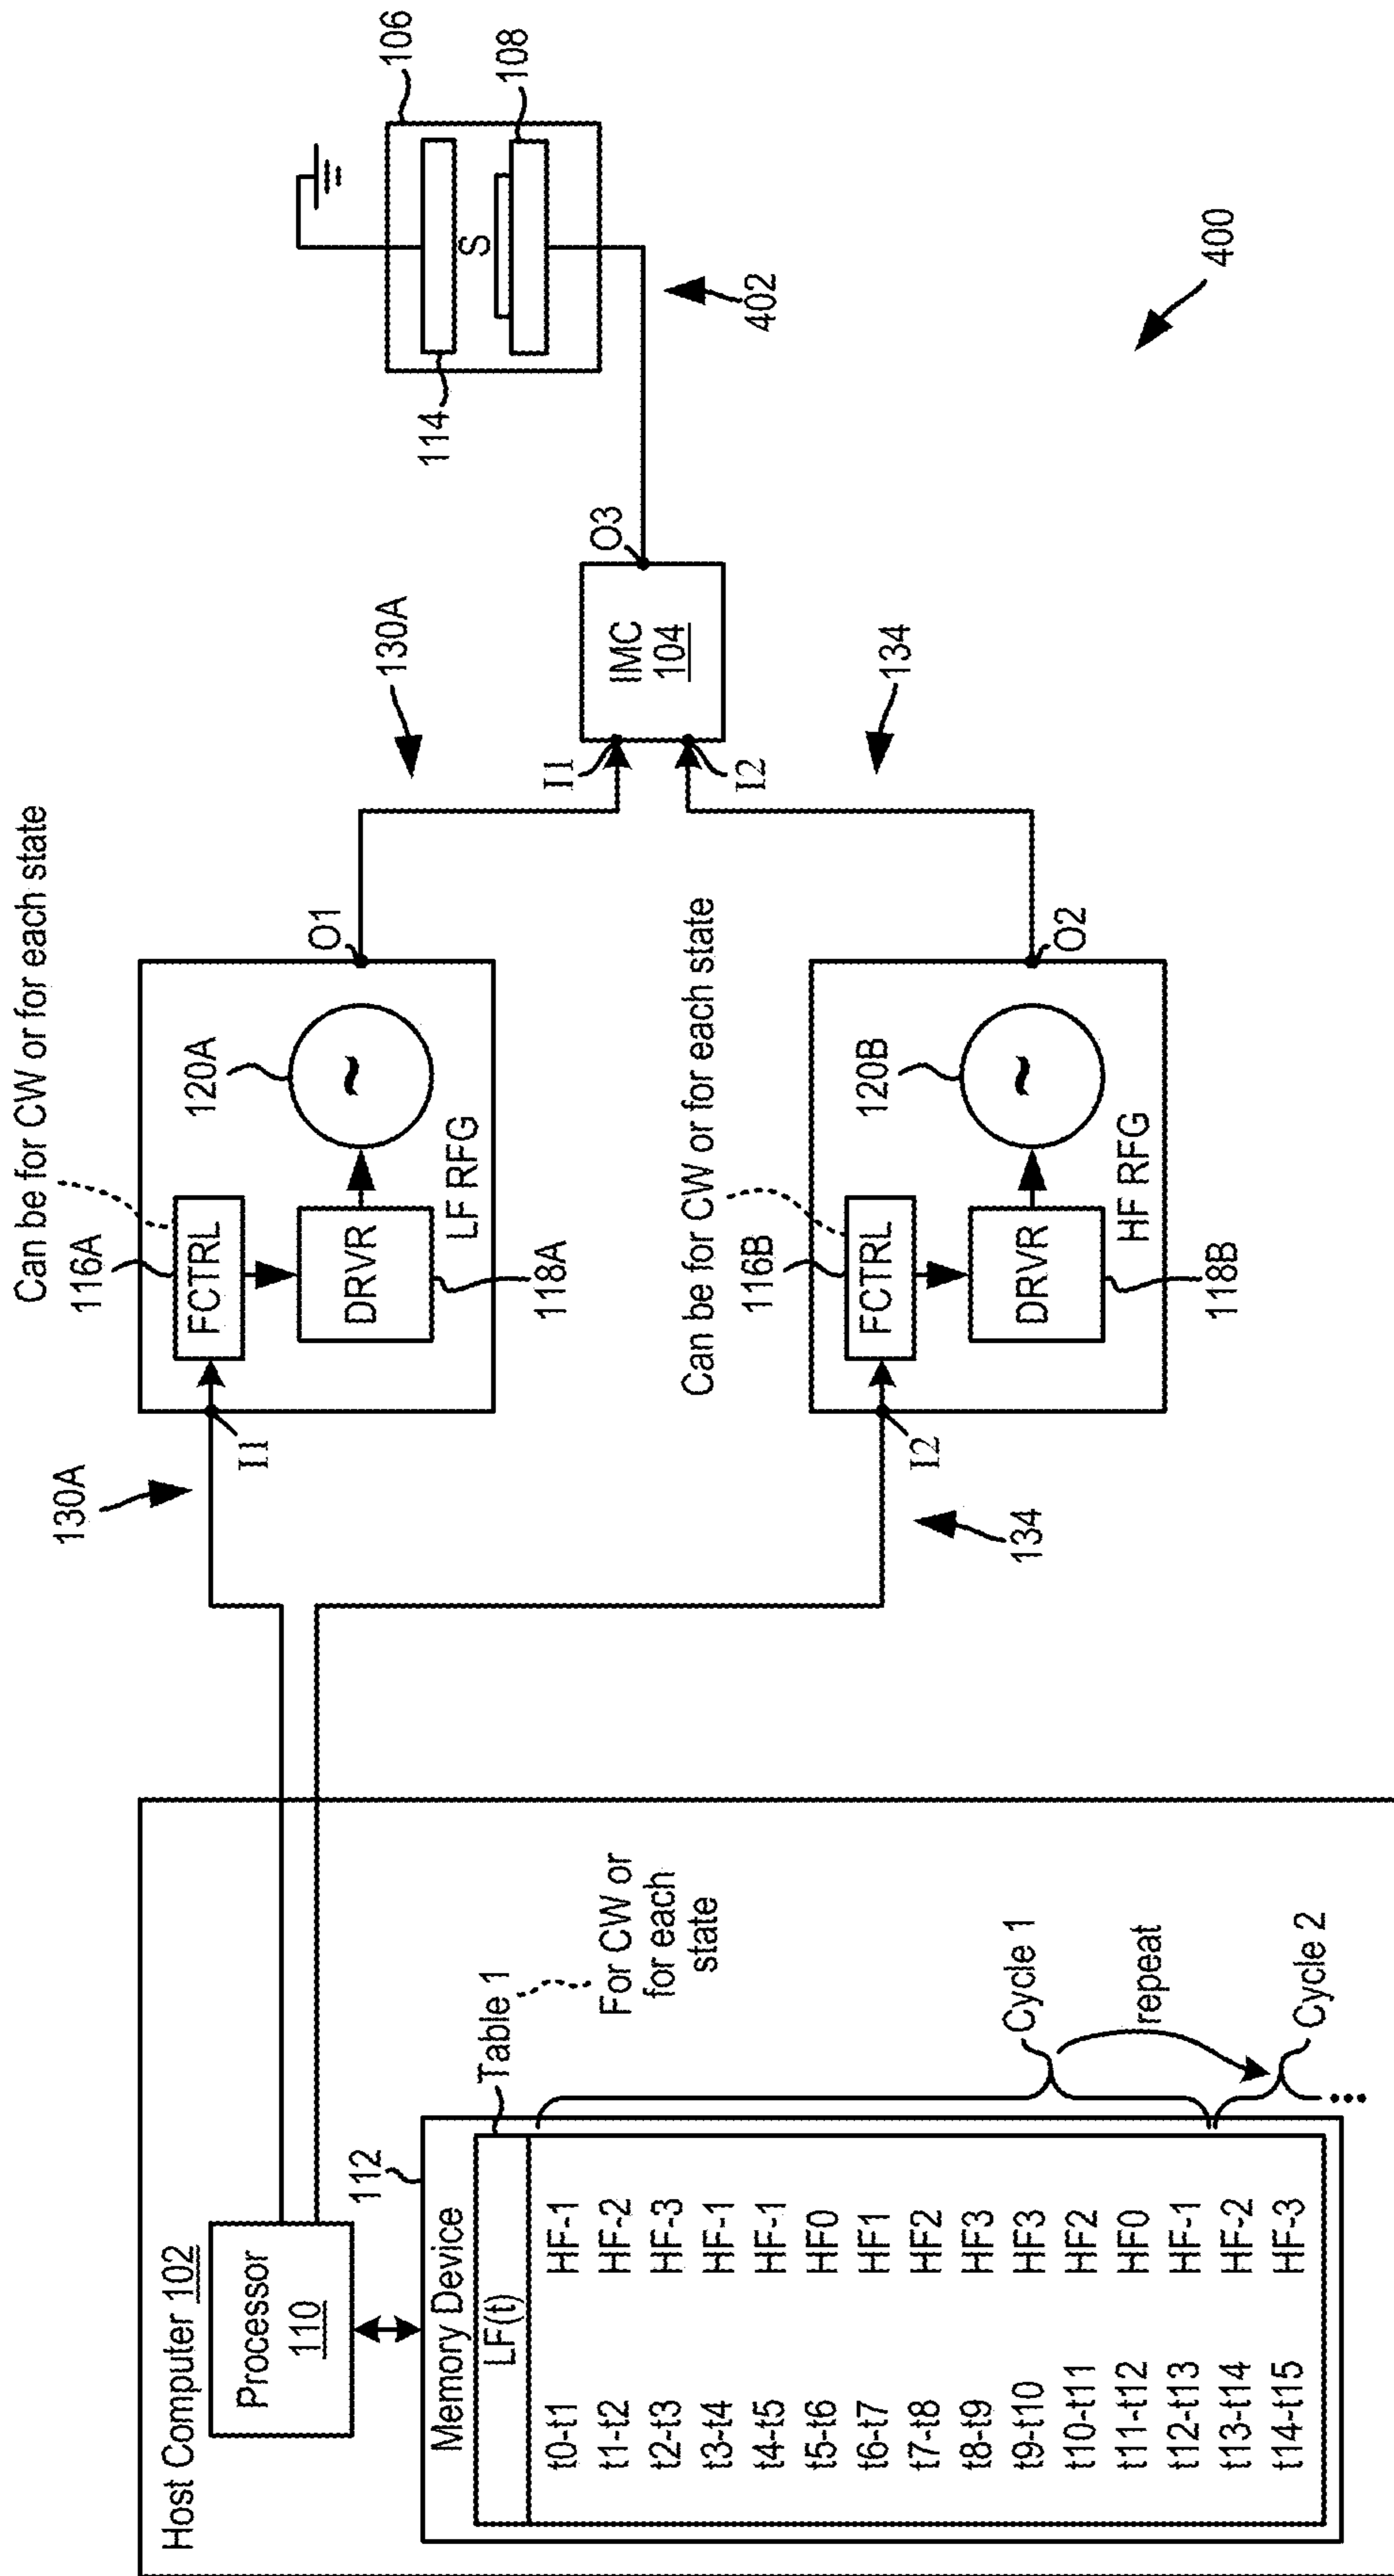 Host Computer 102
Processor
110
112
Memory Device
LF(t)
Table 1
For CW or
for each
state
t0-t1 HF-1
t1-t2 HF-2
t2-t3 HF-3
t3-t4 HF-1
t4-t5 HF-1
t5-t6 HF0
t6-t7 HF1
t7-t8 HF2
t8-t9 HF3
t9-t10 HF3
t10-t11 HF2
t11-t12 HF0
t12-t13 HF-1
t13-t14 HF-2
t14-t15 HF-3
Cycle 1
repeat
Cycle 2
130A
I1
134
I2
Can be for CW or for each state
116A
FCTRL
DRVR
118A
120A
~
LF RFG
O1
Can be for CW or for each state
116B
FCTRL
DRVR
118B
120B
~
HF RFG
O2
130A
I1
I2
134
IMC
104
O3
114
S
106
108
402
400